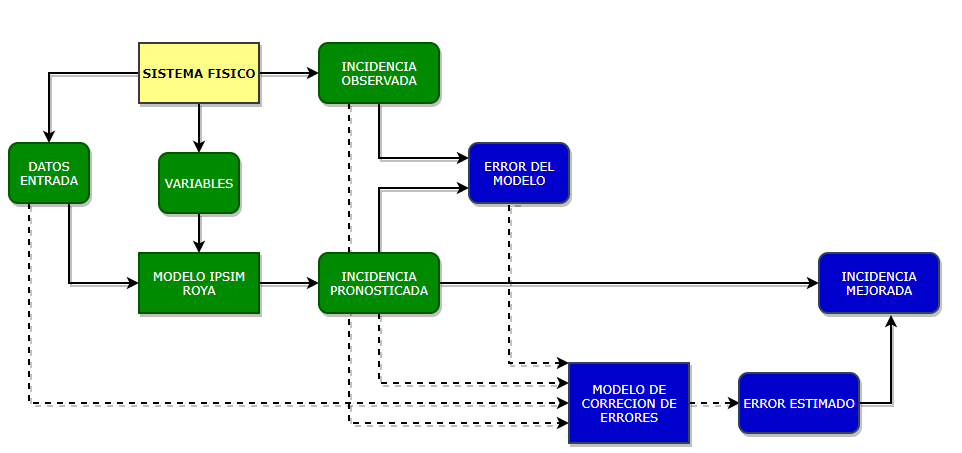 SISTEMA FISICO
INCIDENCIA
OBSERVADA
DATOS
ENTRADA
VARIABLES
ERROR DEL
MODELO
MODELO IPSIM
ROYA
INCIDENCIA
PRONOSTICADA
INCIDENCIA
MEJORADA
MODELO DE
CORRECION DE
ERRORES
ERROR ESTIMADO